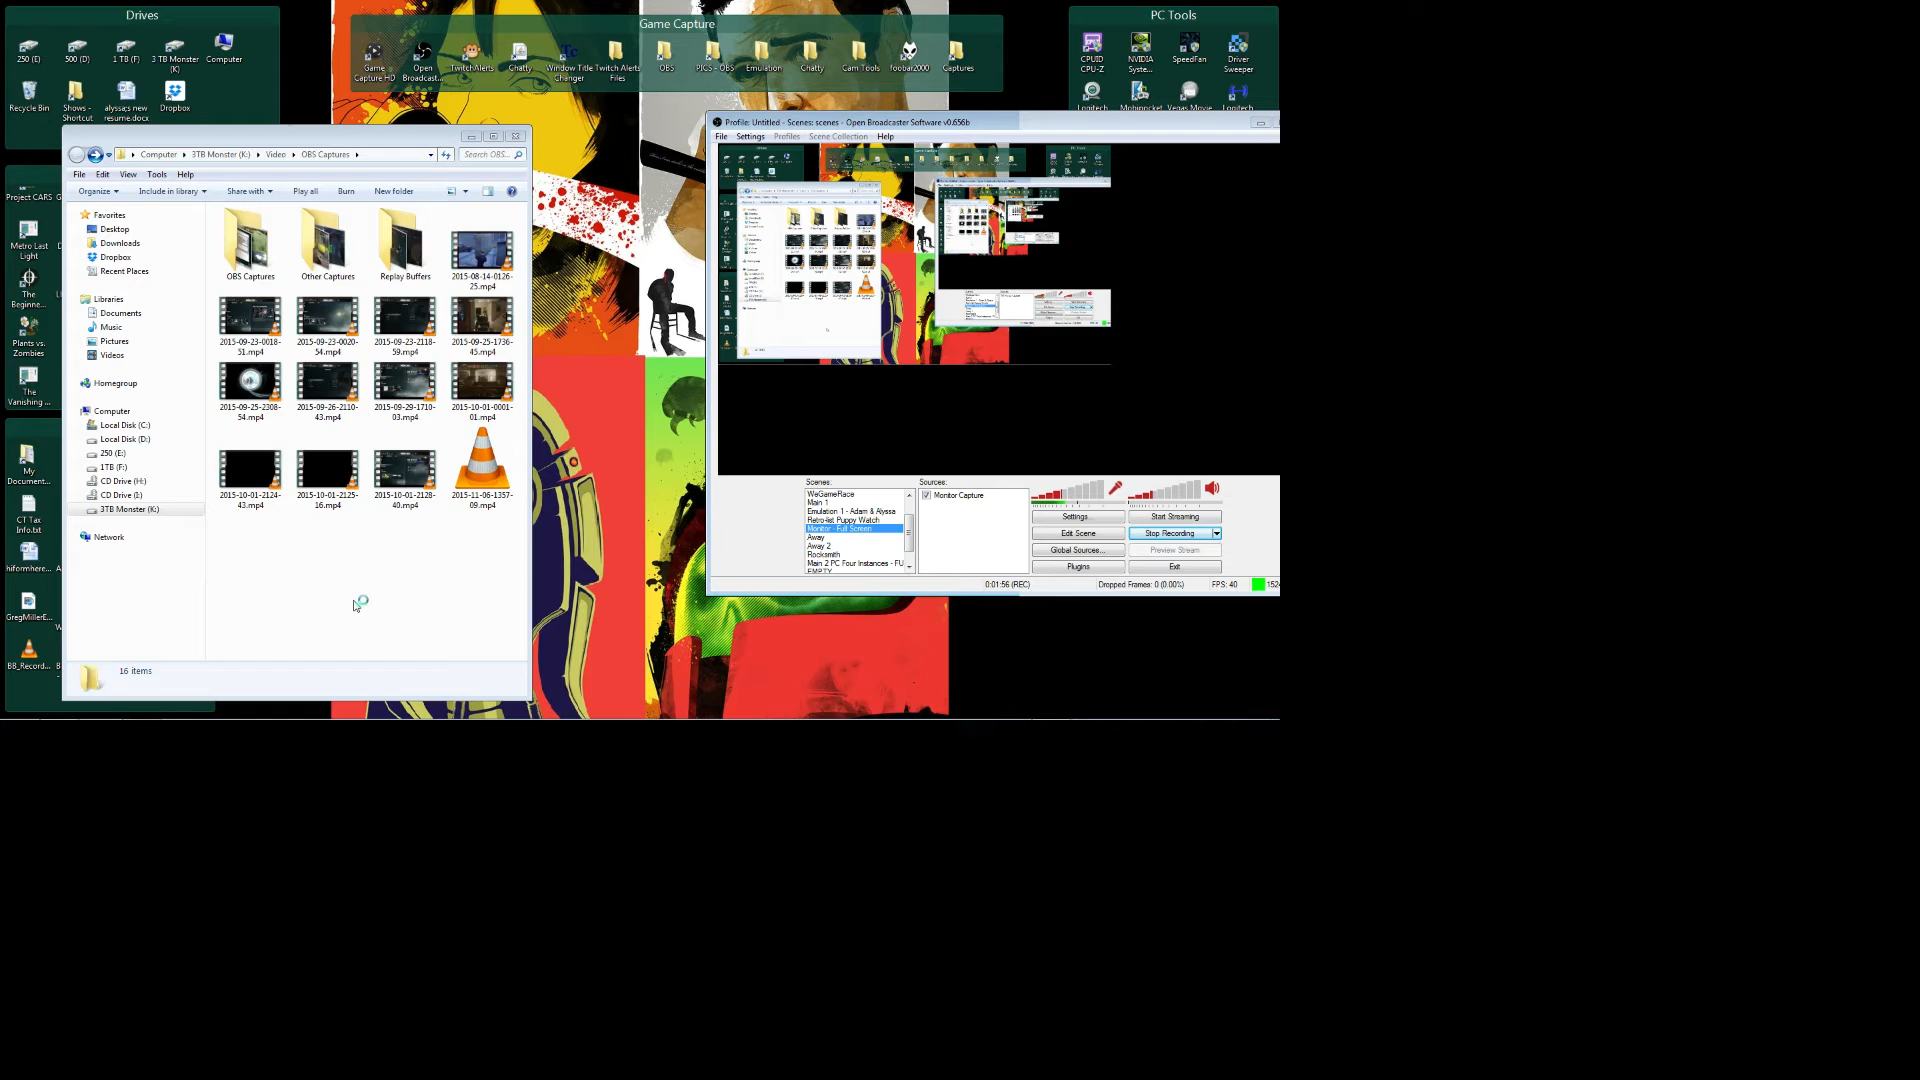 Drives
250 (E)
500 (D)
1 TB (F)
3 TB Monster (K)
Computer
Recycle Bin
Shows - Shortcut
alyssa;s new resume.docx
Dropbox
Game Capture
Game Capture HD
Open Broadcast...
TwitchAlerts
Chatty
Window Title Changer
Twitch Alerts Files
OBS
PICS - OBS
Emulation
Chatty
Cam Tools
foobar2000
Captures
PC Tools
CPUID CPU-Z
NVIDIA Syste...
SpeedFan
Driver Sweeper
Logitech
Mobipocket
Vegas Movie
Logitech
Project CARS
Metro Last Light
The Beginne...
Plants vs. Zombies
The Vanishing ...
My Document...
CT Tax Info.txt
hiformhere...
GregMillerE...
BB_Record...
Computer
3TB Monster (K:)
Video
OBS Captures
Search OBS...
File Edit View Tools Help
Organize Include in library Share with Play all Burn New folder
Favorites
Desktop
Downloads
Dropbox
Recent Places
Libraries
Documents
Music
Pictures
Videos
Homegroup
Computer
Local Disk (C:)
Local Disk (D:)
250 (E:)
1TB (F:)
CD Drive (H:)
CD Drive (I:)
3TB Monster (K:)
Network
OBS Captures
Other Captures
Replay Buffers
2015-08-14-0126-25.mp4
2015-09-23-0018-51.mp4
2015-09-23-0020-54.mp4
2015-09-23-2118-59.mp4
2015-09-25-1736-45.mp4
2015-09-25-2308-54.mp4
2015-09-26-2110-43.mp4
2015-09-29-1710-03.mp4
2015-10-01-0001-01.mp4
2015-10-01-2124-43.mp4
2015-10-01-2125-16.mp4
2015-10-01-2128-40.mp4
2015-11-06-1357-09.mp4
16 items
Profile: Untitled - Scenes: scenes - Open Broadcaster Software v0.656b
File Settings Profiles Scene Collection Help
Scenes:
WeGameRace
Main 1
Emulation 1 - Adam & Alyssa
Retro-list Puppy Watch
Monitor - Full Screen
Away
Away 2
Rocksmith
Main 2 PC Four Instances - FU
EMPTY
Sources:
Monitor Capture
Settings...
Start Streaming
Edit Scene
Stop Recording
Global Sources...
Preview Stream
Plugins
Exit
0:01:56 (REC)
Dropped Frames: 0 (0.00%)
FPS: 40
1524